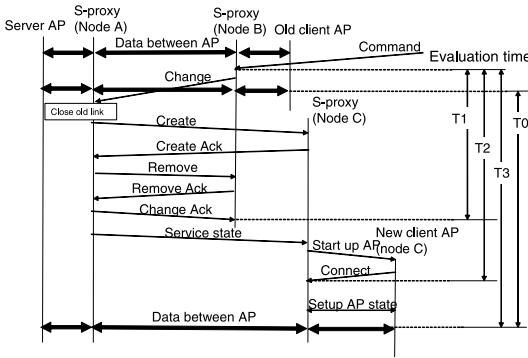 Server AP
S-proxy
(Node A)
S-proxy
(Node B)
Old client AP
Data between AP
Command
Evaluation time
Change
Close old link
S-proxy
(Node C)
T1
T2
T3
T0
Create
Create Ack
Remove
Remove Ack
Change Ack
Service state
New client AP
(node C)
Start up AP
Connect
Setup AP state
Data between AP